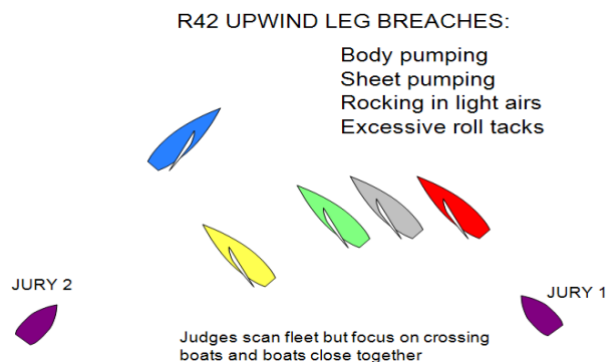 R42 UPWIND LEG BREACHES:
Body pumping
Sheet pumping
Rocking in light airs
Excessive roll tacks
JURY 2
JURY 1
Judges scan fleet but focus on crossing
boats and boats close together